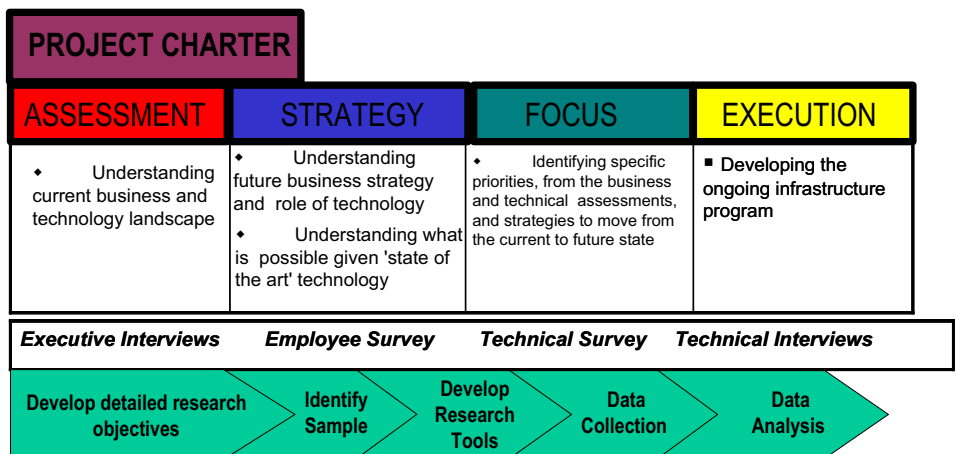 PROJECT CHARTER
ASSESSMENT
STRATEGY
FOCUS
EXECUTION
◆ Understanding
current business and
technology landscape
◆ Understanding
future business strategy
and role of technology
◆ Understanding what
is possible given 'state of
the art' technology
◆ Identifying specific
priorities, from the business
and technical assessments,
and strategies to move from
the current to future state
■ Developing the
ongoing infrastructure
program
Executive Interviews Employee Survey Technical Survey Technical Interviews
Develop detailed research
objectives
Identify
Sample
Develop
Research
Tools
Data
Collection
Data
Analysis